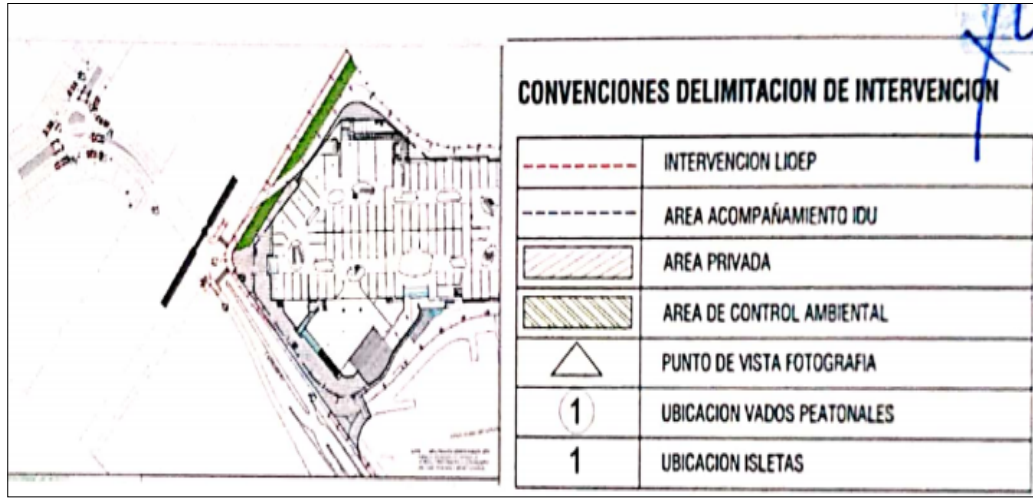 CONVENCIONES DELIMITACION DE INTERVENCION
INTERVENCION LIOEP
AREA ACOMPAÑAMIENTO IDU
AREA PRIVADA
AREA DE CONTROL AMBIENTAL
PUNTO DE VISTA FOTOGRAFIA
1 UBICACION VADOS PEATONALES
1 UBICACION ISLETAS